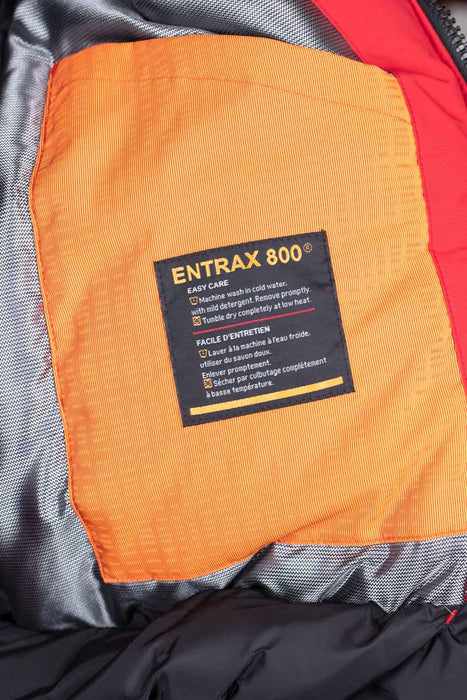 ENTRAX 800®
EASY CARE
Machine wash in cold water.
with mild detergent. Remove promptly.
Tumble dry completely at low heat.
FACILE D'ENTRETIEN
Laver à la machine à l'eau froide.
utiliser du savon doux.
Enlever promptement.
Sécher par culbutage complètement
à basse température.